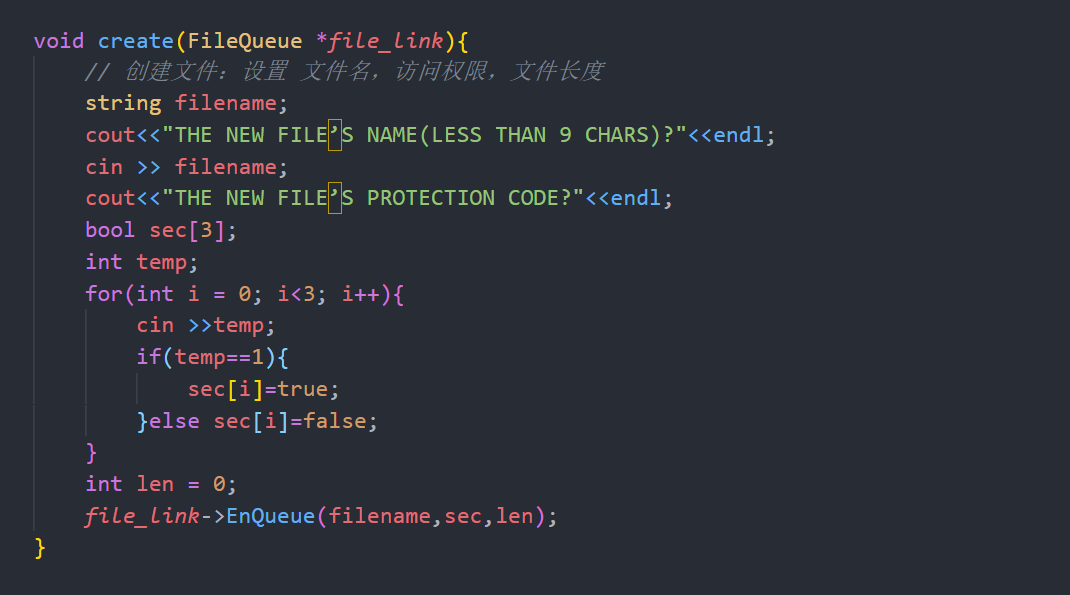 void create(FileQueue *file_link){
    // 创建文件：设置 文件名，访问权限，文件长度
    string filename;
    cout<<"THE NEW FILE’S NAME(LESS THAN 9 CHARS)?"<<endl;
    cin >> filename;
    cout<<"THE NEW FILE’S PROTECTION CODE?"<<endl;
    bool sec[3];
    int temp;
    for(int i = 0; i<3; i++){
        cin >>temp;
        if(temp==1){
            sec[i]=true;
        }else sec[i]=false;
    }
    int len = 0;
    file_link->EnQueue(filename,sec,len);
}